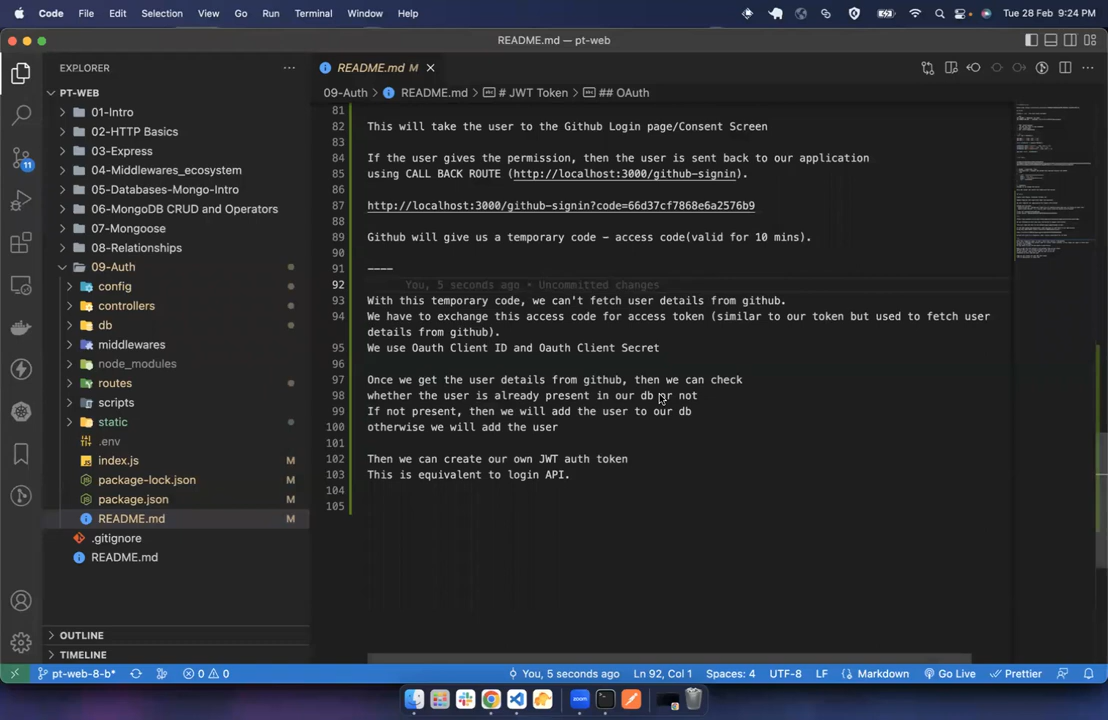 Code File Edit Selection View Go Run Terminal Window Help Tue 28 Feb 9:24 PM
README.md — pt-web
EXPLORER
README.md M
PT-WEB
09-Auth > README.md > # JWT Token > ## OAuth
01-Intro
02-HTTP Basics
03-Express
04-Middlewares_ecosystem
05-Databases-Mongo-Intro
06-MongoDB CRUD and Operators
07-Mongoose
08-Relationships
09-Auth
config
controllers
db
middlewares
node_modules
routes
scripts
static
.env
index.js M
package-lock.json M
package.json M
README.md M
.gitignore
README.md
OUTLINE
TIMELINE
11
81
82 This will take the user to the Github Login page/Consent Screen
83
84 If the user gives the permission, then the user is sent back to our application
85 using CALL BACK ROUTE (http://localhost:3000/github-signin).
86
87 http://localhost:3000/github-signin?code=66d37cf7868e6a2576b9
88
89 Github will give us a temporary code - access code(valid for 10 mins).
90
91 ----
92 You, 5 seconds ago • Uncommitted changes
93 With this temporary code, we can't fetch user details from github.
94 We have to exchange this access code for access token (similar to our token but used to fetch user
details from github).
95 We use Oauth Client ID and Oauth Client Secret
96
97 Once we get the user details from github, then we can check
98 whether the user is already present in our db or not
99 If not present, then we will add the user to our db
100 otherwise we will add the user
101
102 Then we can create our own JWT auth token
103 This is equivalent to login API.
104
105
pt-web-8-b* 0 0 You, 5 seconds ago Ln 92, Col 1 Spaces: 4 UTF-8 LF Markdown Go Live Prettier
zoom